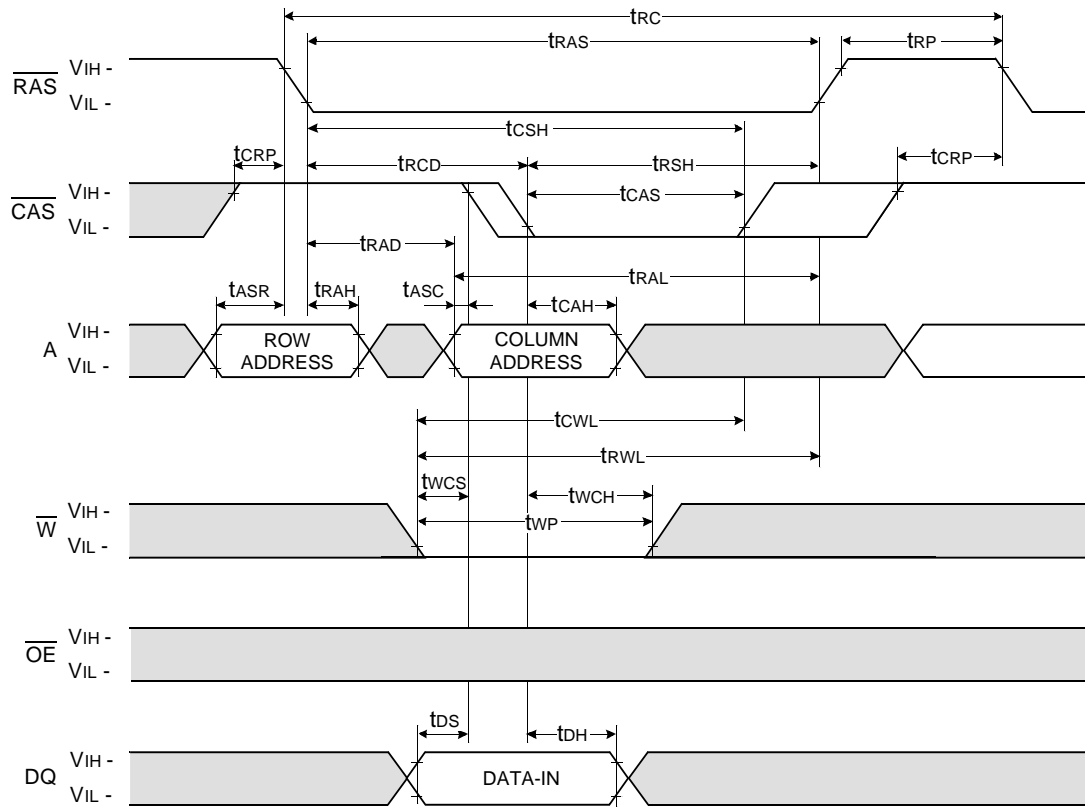 tRC
tRAS
tRP
RAS
VIH -
VIL -
tCSH
tCRP
tRCD
tRSH
tCRP
CAS
VIH -
VIL -
tCAS
tRAD
tRAL
tASR
tRAH
tASC
tCAH
A
VIH -
VIL -
ROW
ADDRESS
COLUMN
ADDRESS
tCWL
tRWL
tWCS
tWCH
W
VIH -
VIL -
tWP
OE
VIH -
VIL -
tDS
tDH
DQ
VIH -
VIL -
DATA-IN